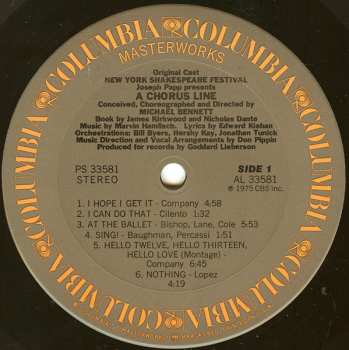 COLUMBIA COLUMBIA COLUMBIA COLUMBIA COLUMBIA COLUMBIA
MASTERWORKS
Original Cast
NEW YORK SHAKESPEARE FESTIVAL
Joseph Papp presents
A CHORUS LINE
Conceived, Choreographed and Directed by
MICHAEL BENNETT
Book by James Kirkwood and Nicholas Dante
Music by Marvin Hamlisch. Lyrics by Edward Kleban
Orchestrations: Bill Byers, Hershy Kay, Jonathan Tunick
Music Direction and Vocal Arrangements by Don Pippin
Produced for records by Goddard Lieberson
PS 33581
STEREO
SIDE 1
AL 33581
℗ 1975 CBS Inc.
1. I HOPE I GET IT - Company 4:58
2. I CAN DO THAT - Cilento 1:32
3. AT THE BALLET - Bishop, Lane, Cole - 5:53
4. SING! - Baughman, Percassi 1:51
5. HELLO TWELVE, HELLO THIRTEEN,
HELLO LOVE (Montage) -
Company 6:45
6. NOTHING - Lopez
4:19